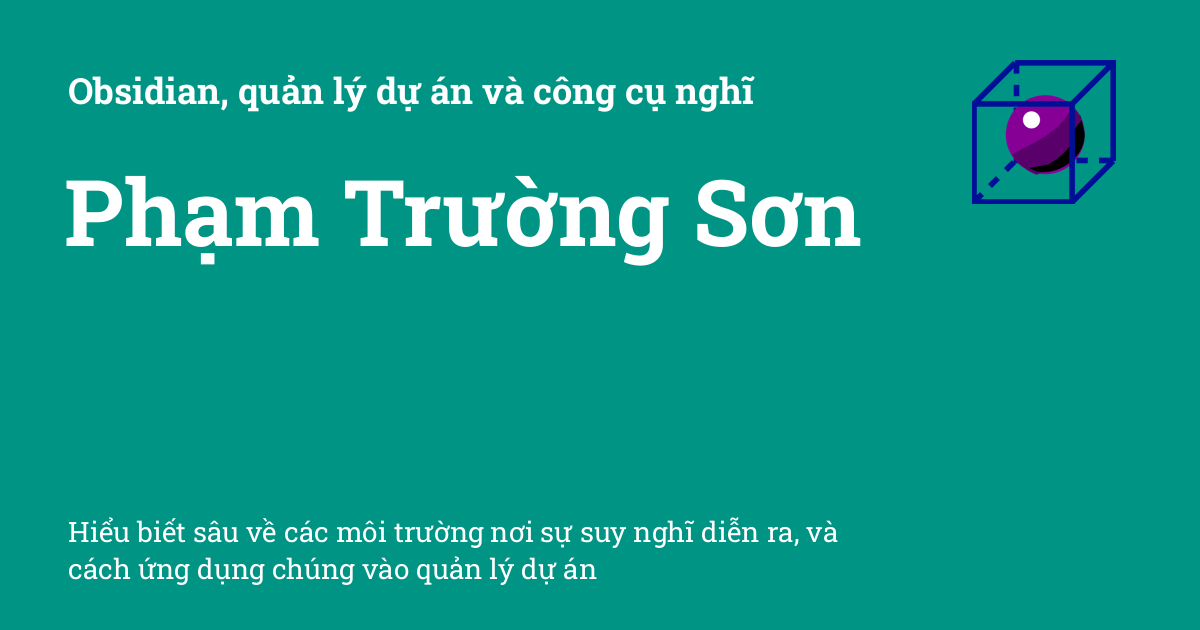 Obsidian, quản lý dự án và công cụ nghĩ
Phạm Trường Sơn
Hiểu biết sâu về các môi trường nơi sự suy nghĩ diễn ra, và
cách ứng dụng chúng vào quản lý dự án